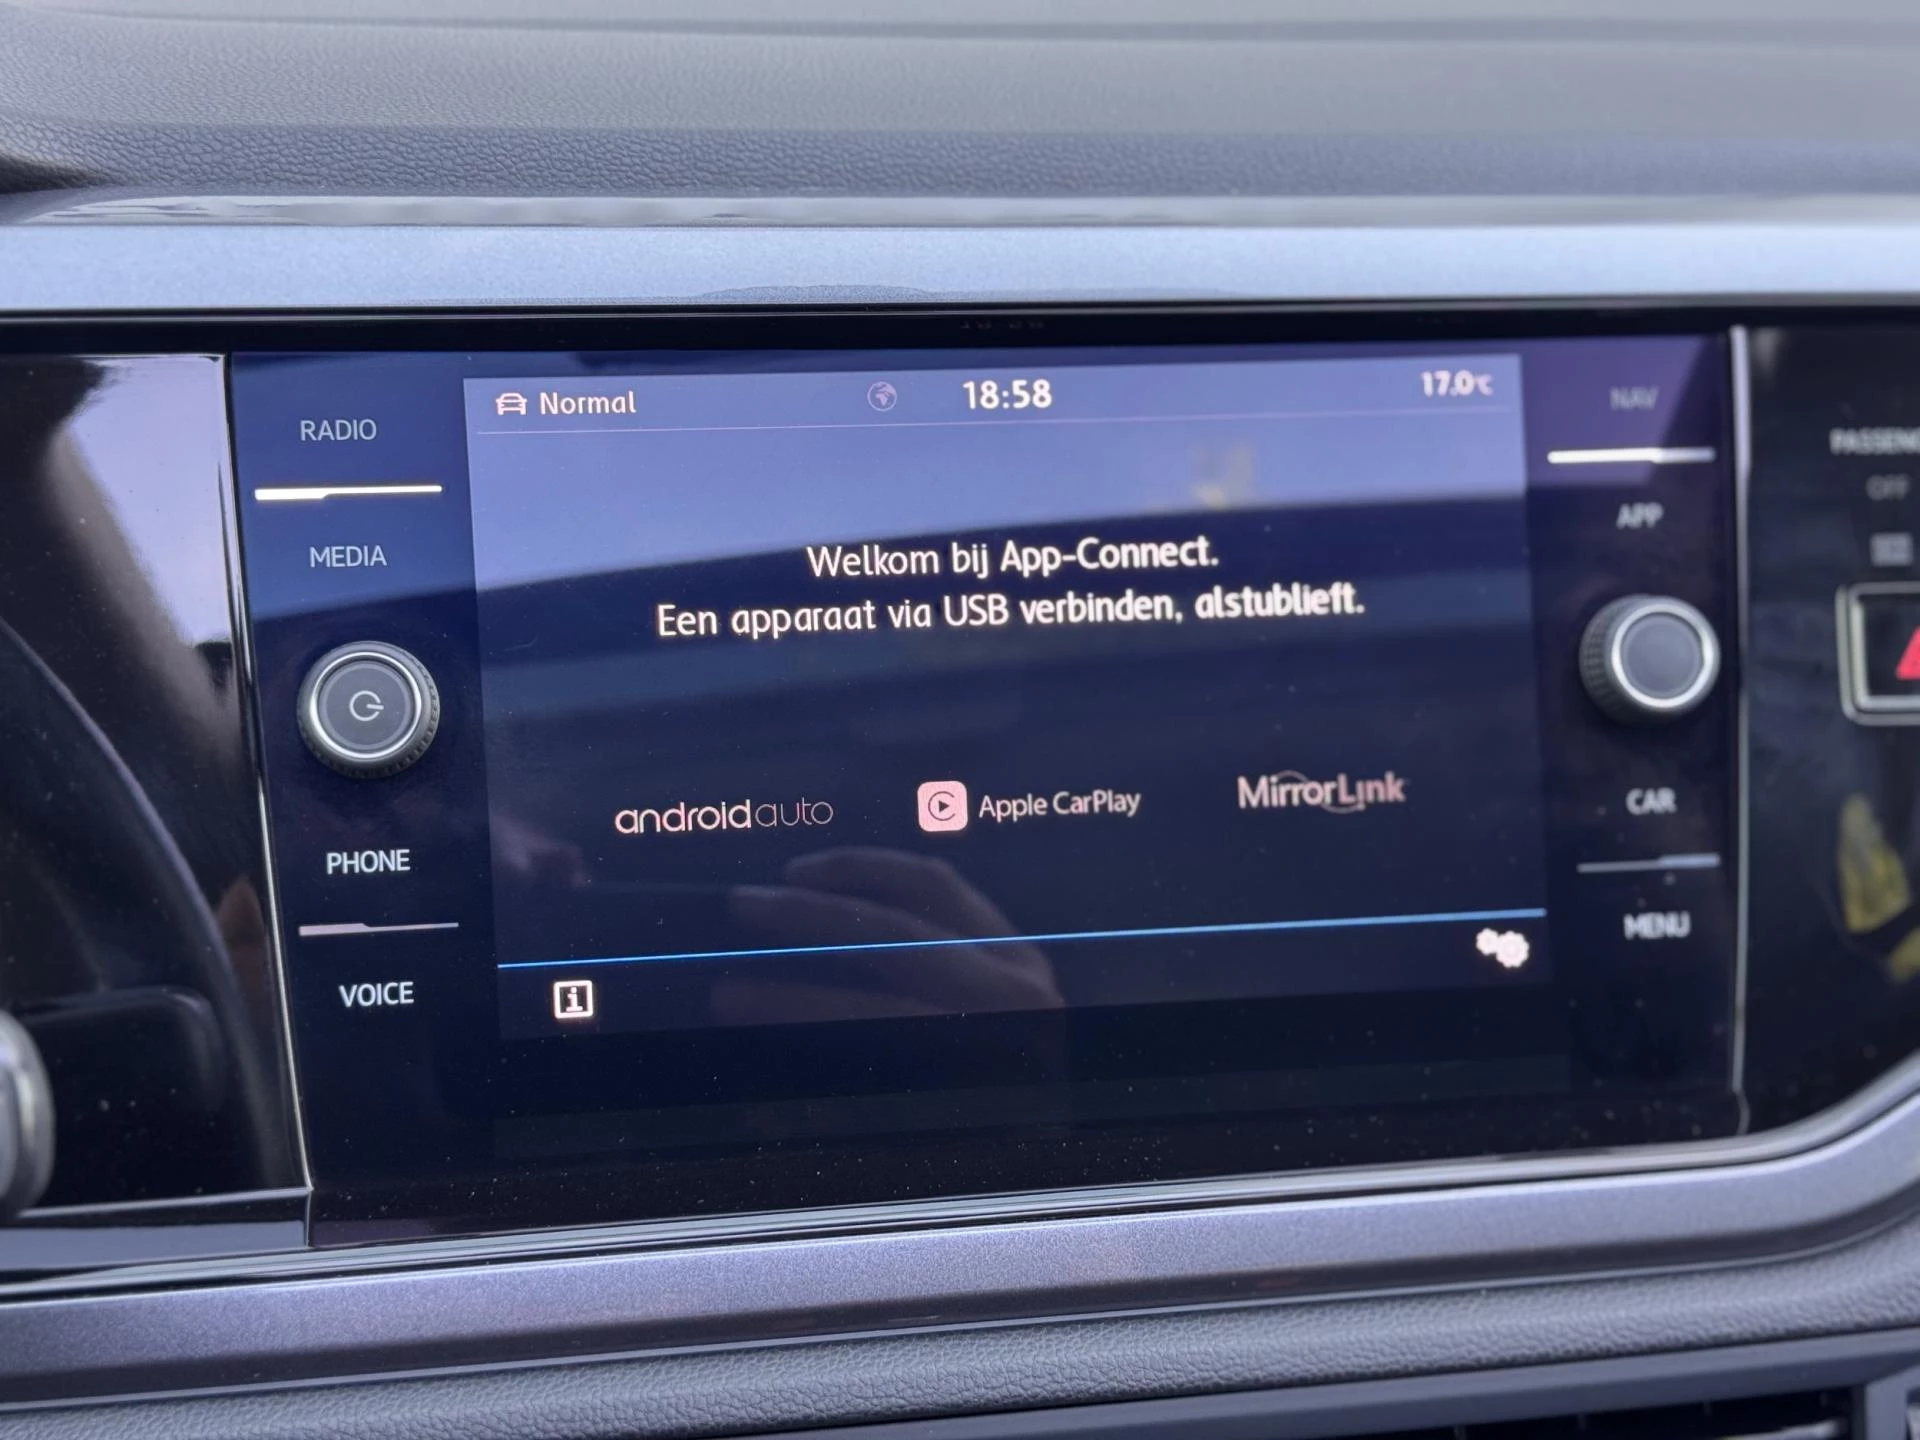 Normal
18:58
17.0°C
RADIO
MEDIA
PHONE
VOICE
Welkom bij App-Connect.
Een apparaat via USB verbinden, alstublieft.
androidauto
Apple CarPlay
MirrorLink
NAV
APP
CAR
MENU
OFF